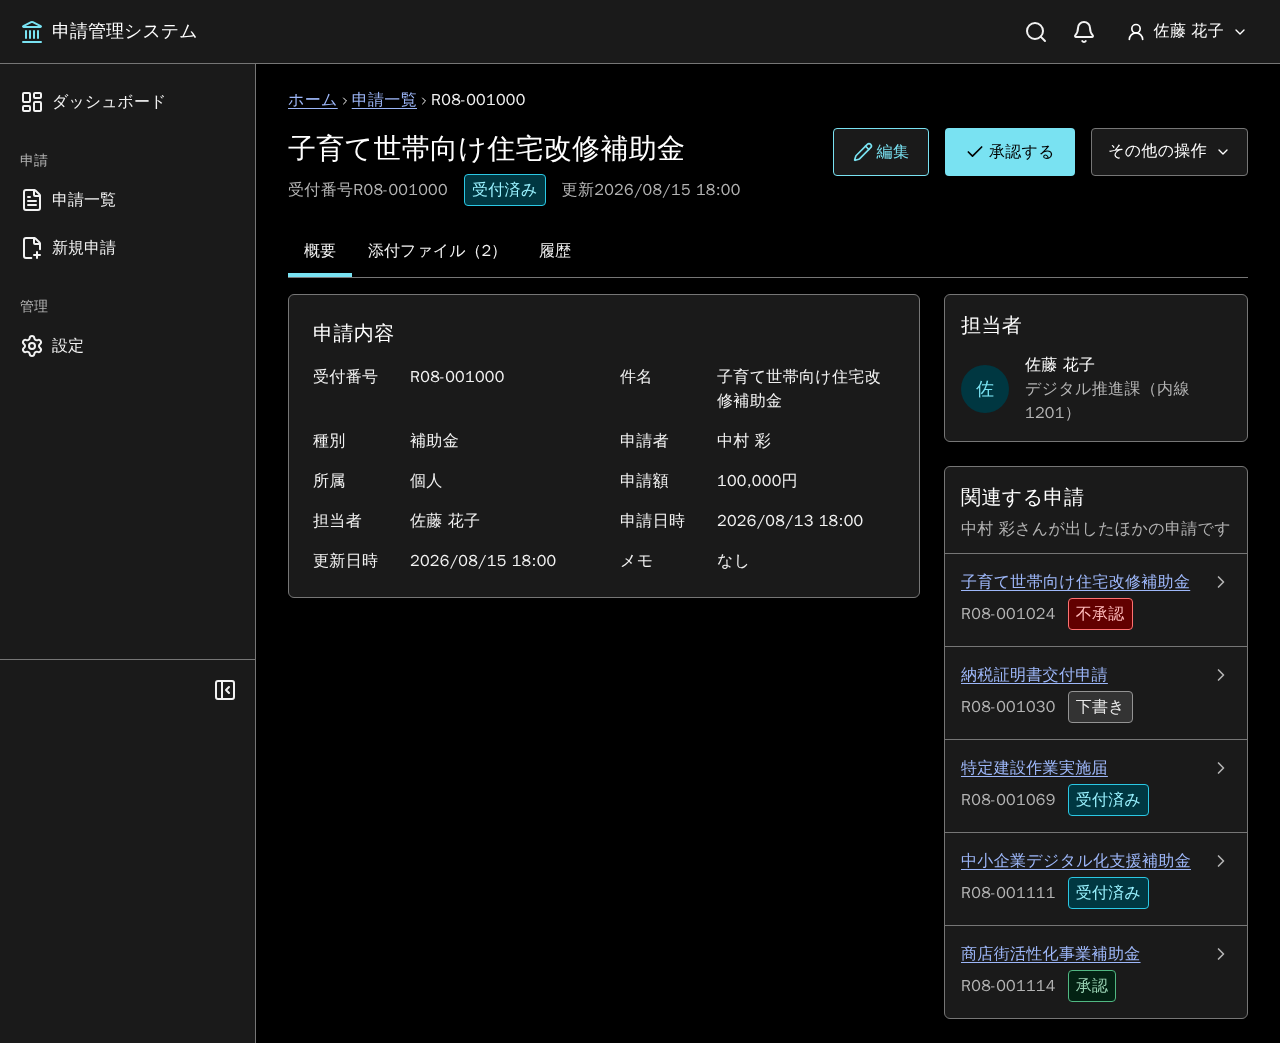 申請管理システム
佐藤 花子
ダッシュボード
申請
申請一覧
新規申請
管理
設定
ホーム › 申請一覧 › R08-001000
子育て世帯向け住宅改修補助金
編集
承認する
その他の操作
受付番号R08-001000 受付済み 更新2026/08/15 18:00
概要 添付ファイル（2） 履歴
申請内容
受付番号 R08-001000 件名 子育て世帯向け住宅改
修補助金
種別 補助金 申請者 中村 彩
所属 個人 申請額 100,000円
担当者 佐藤 花子 申請日時 2026/08/13 18:00
更新日時 2026/08/15 18:00 メモ なし
担当者
佐
佐藤 花子
デジタル推進課（内線
1201）
関連する申請
中村 彩さんが出したほかの申請です
子育て世帯向け住宅改修補助金
R08-001024 不承認
納税証明書交付申請
R08-001030 下書き
特定建設作業実施届
R08-001069 受付済み
中小企業デジタル化支援補助金
R08-001111 受付済み
商店街活性化事業補助金
R08-001114 承認